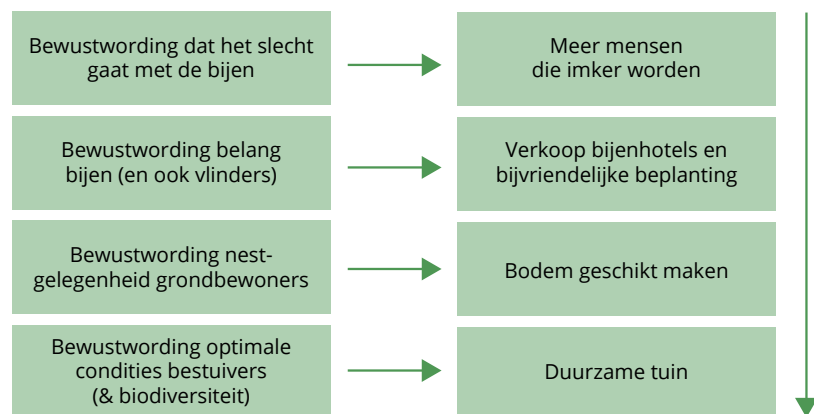 Bewustwording dat het slecht
gaat met de bijen
Meer mensen
die imker worden
Bewustwording belang
bijen (en ook vlinders)
Verkoop bijenhotels en
bijvriendelijke beplanting
Bewustwording nest-
gelegenheid grondbewoners
Bodem geschikt maken
Bewustwording optimale
condities bestuivers
(& biodiversiteit)
Duurzame tuin